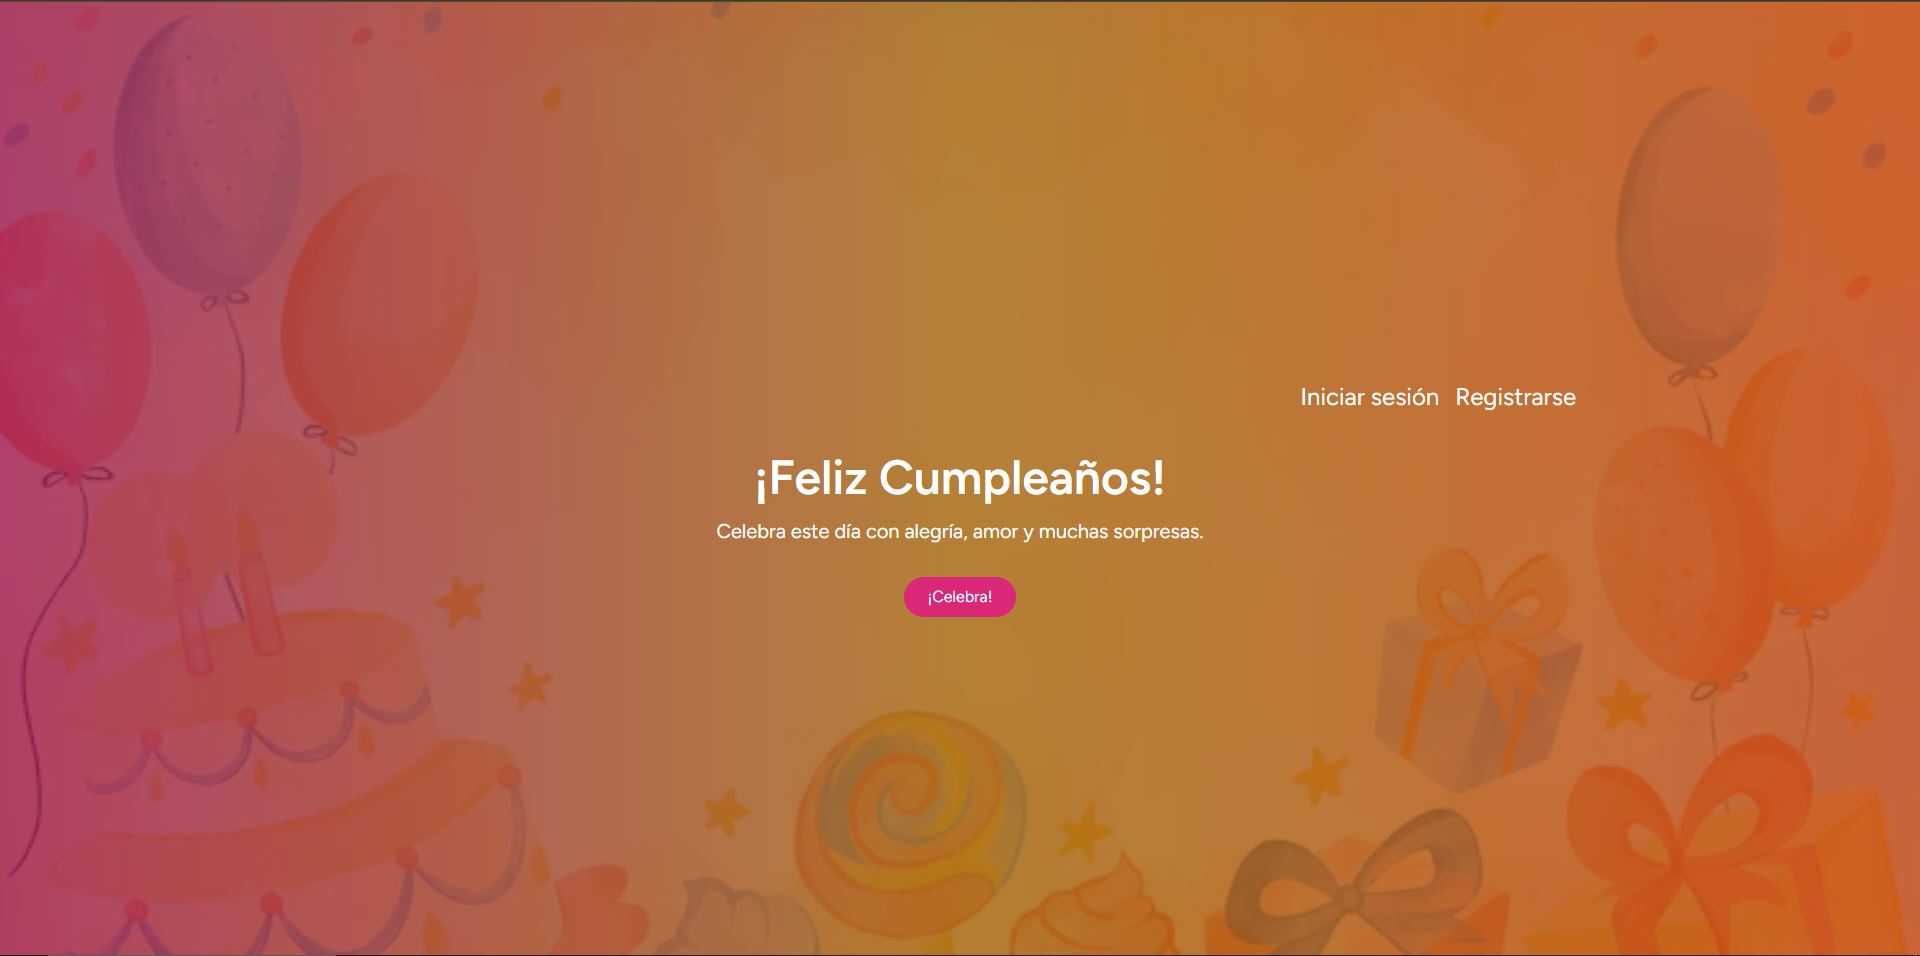 Iniciar sesión Registrarse
¡Feliz Cumpleaños!
Celebra este día con alegría, amor y muchas sorpresas.
¡Celebra!